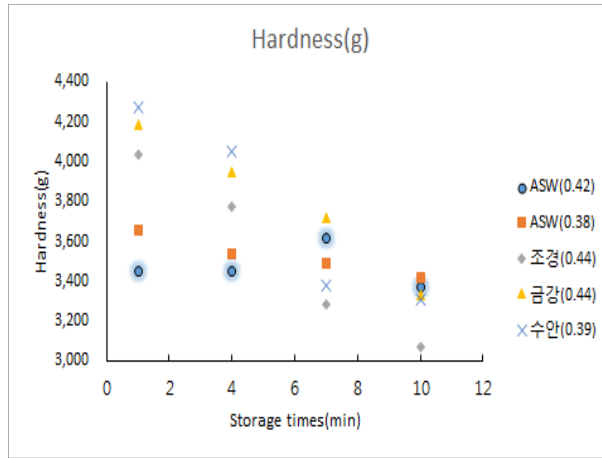 Hardness(g)
4,400
4,200
4,000
3,800
3,600
3,400
3,200
3,000
Hardness(g)
0 2 4 6 8 10 12
Storage times(min)
ASW(0.42)
ASW(0.38)
조경(0.44)
금강(0.44)
수안(0.39)